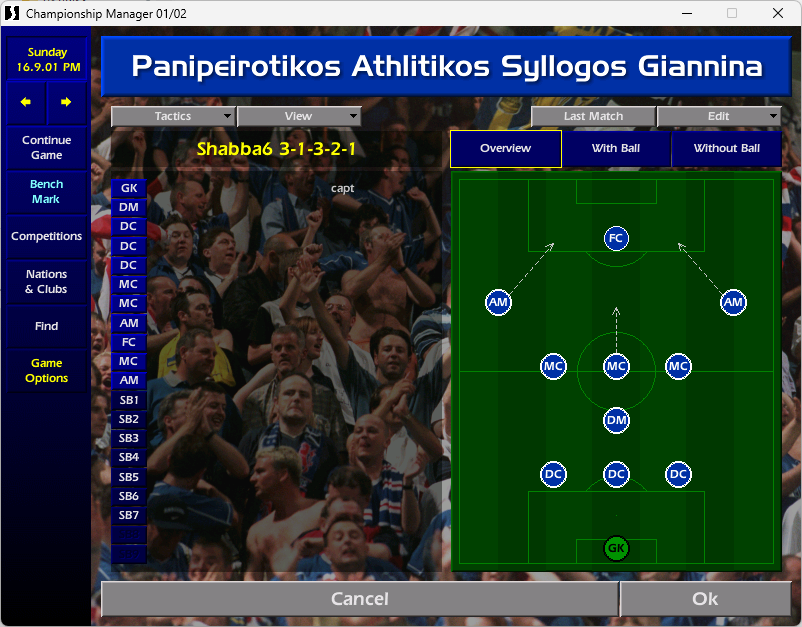 Championship Manager 01/02
Sunday
16.9.01 PM
Panipeirotikos Athlitikos Syllogos Giannina
Continue
Game
Bench
Mark
Competitions
Nations
& Clubs
Find
Game
Options
Tactics
View
Last Match
Edit
Shabba6 3-1-3-2-1
Overview
With Ball
Without Ball
GK
capt
DM
DC
DC
DC
MC
MC
AM
FC
MC
AM
SB1
SB2
SB3
SB4
SB5
SB6
SB7
FC
AM
AM
MC
MC
MC
DM
DC
DC
DC
GK
Cancel
Ok